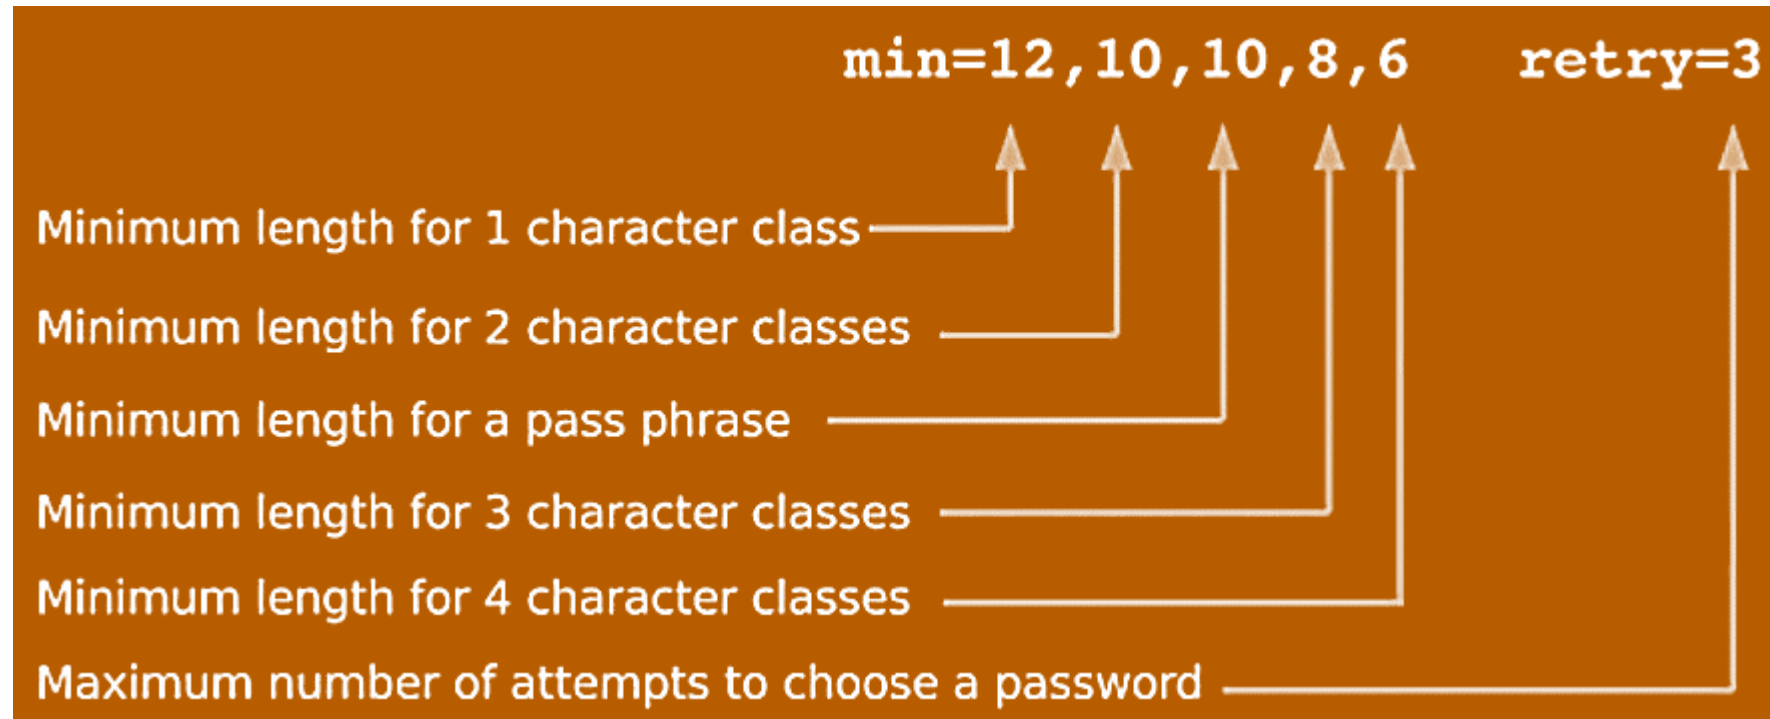 min=12,10,10,8,6 retry=3
Minimum length for 1 character class
Minimum length for 2 character classes
Minimum length for a pass phrase
Minimum length for 3 character classes
Minimum length for 4 character classes
Maximum number of attempts to choose a password